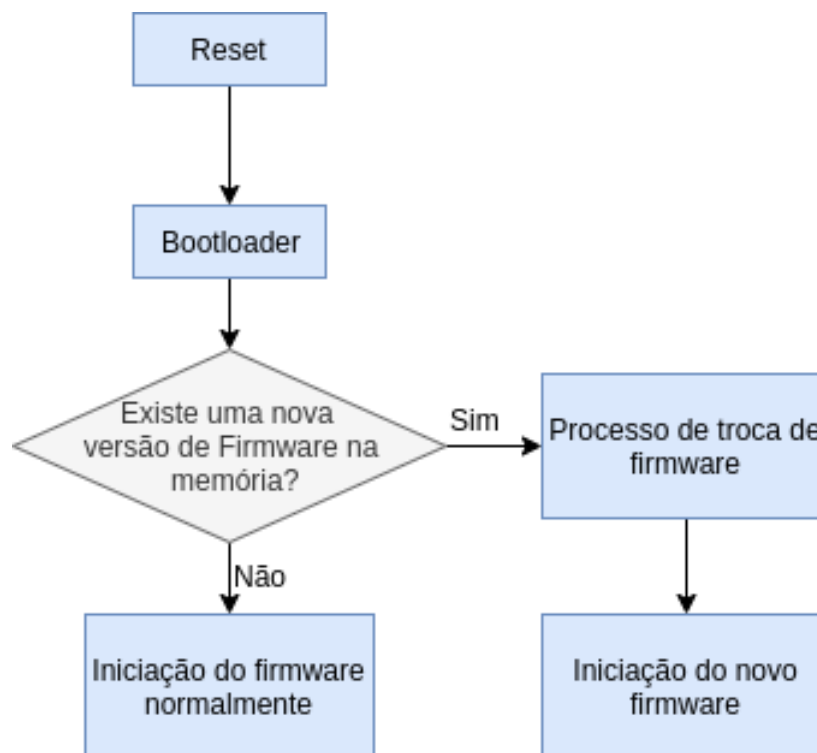 Reset
Bootloader
Existe uma nova
versão de Firmware na
memória?
Sim
Processo de troca de
firmware
Não
Iniciação do firmware
normalmente
Iniciação do novo
firmware